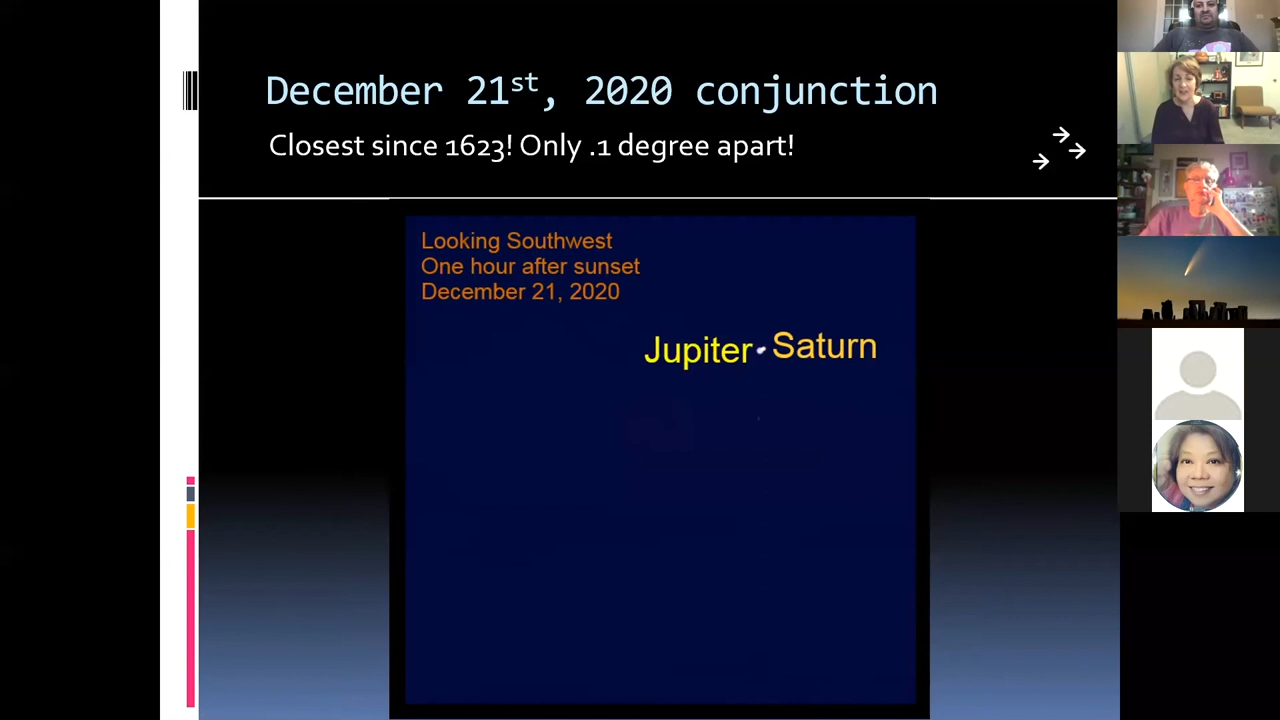 December 21st, 2020 conjunction
Closest since 1623! Only .1 degree apart!
Looking Southwest
One hour after sunset
December 21, 2020
Jupiter
Saturn